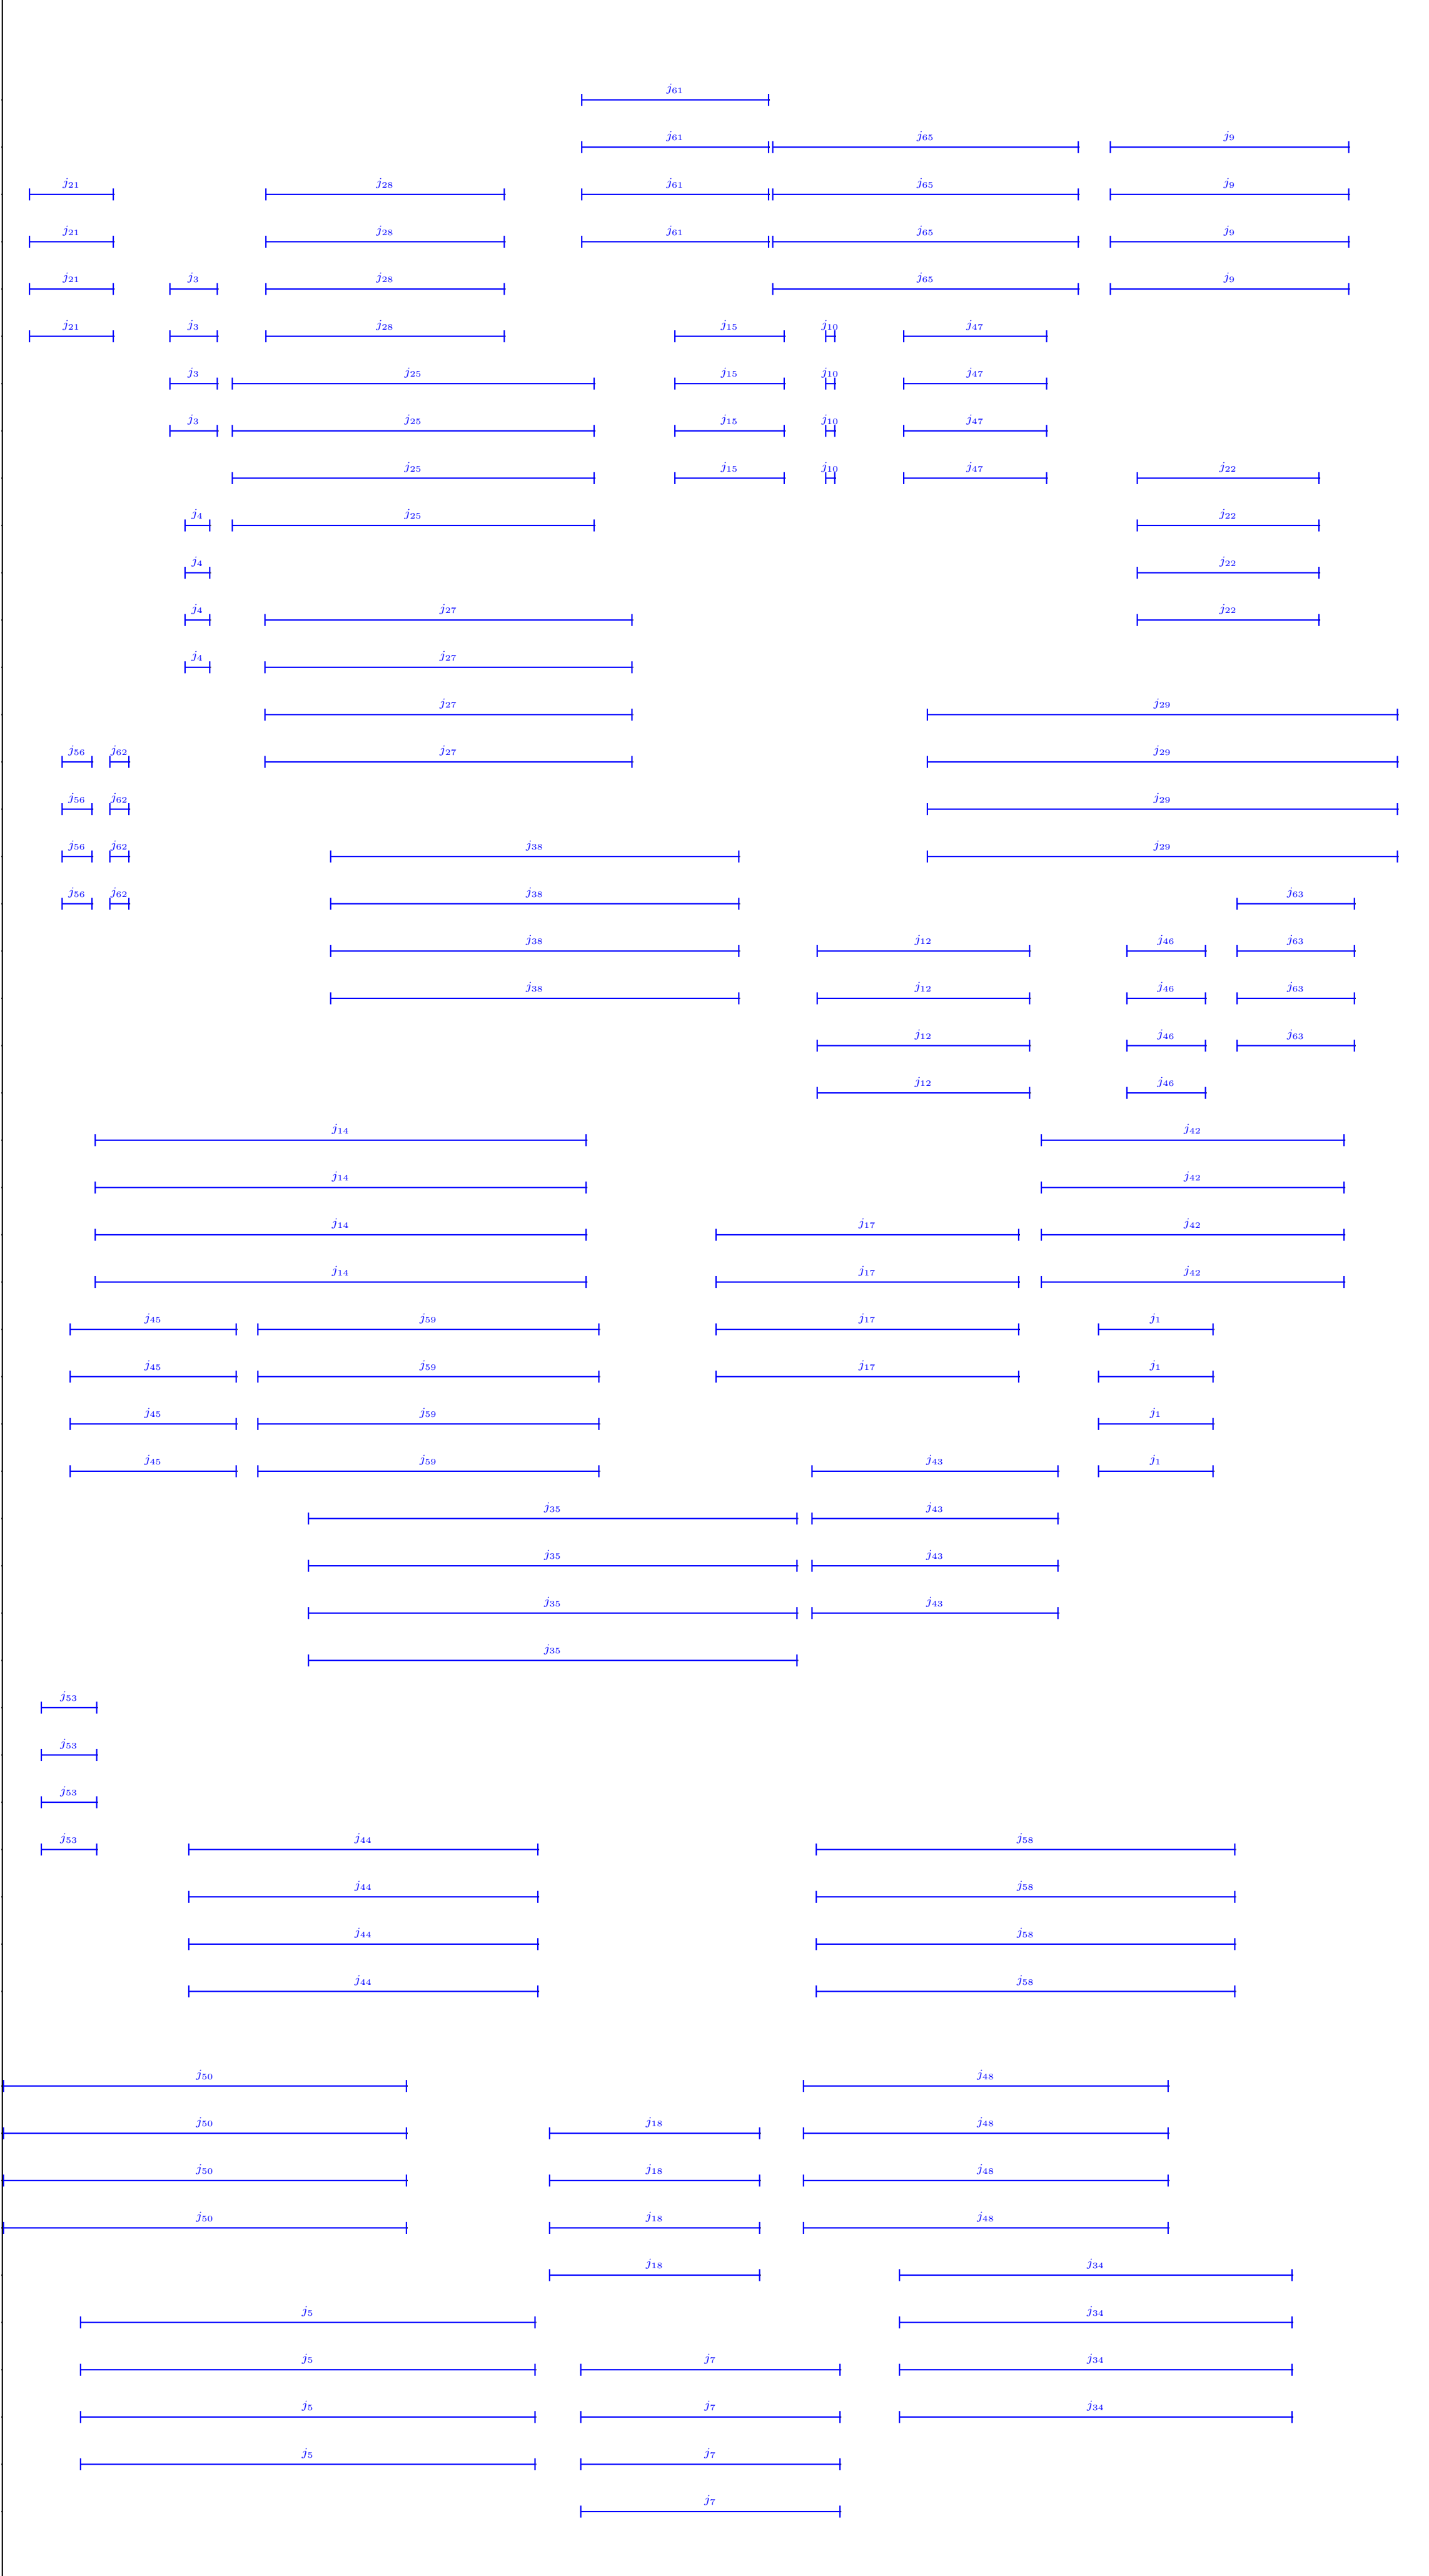 j₆₁
j₆₁ j₆₅ j₉
j₂₁ j₂₈ j₆₁ j₆₅ j₉
j₂₁ j₂₈ j₆₁ j₆₅ j₉
j₂₁ j₃ j₂₈ j₆₅ j₉
j₂₁ j₃ j₂₈ j₁₅ j₁₀ j₄₇
j₃ j₂₅ j₁₅ j₁₀ j₄₇
j₃ j₂₅ j₁₅ j₁₀ j₄₇
j₂₅ j₁₅ j₁₀ j₄₇ j₂₂
j₄ j₂₅ j₂₂
j₄ j₂₂
j₄ j₂₇ j₂₂
j₄ j₂₇
j₂₇ j₂₉
j₅₆ j₆₂ j₂₇ j₂₉
j₅₆ j₆₂ j₂₉
j₅₆ j₆₂ j₃₈ j₂₉
j₅₆ j₆₂ j₃₈ j₆₃
j₃₈ j₁₂ j₄₆ j₆₃
j₃₈ j₁₂ j₄₆ j₆₃
j₁₂ j₄₆ j₆₃
j₁₂ j₄₆
j₁₄ j₄₂
j₁₄ j₄₂
j₁₄ j₁₇ j₄₂
j₁₄ j₁₇ j₄₂
j₄₅ j₅₉ j₁₇ j₁
j₄₅ j₅₉ j₁₇ j₁
j₄₅ j₅₉ j₁
j₄₅ j₅₉ j₄₃ j₁
j₃₅ j₄₃
j₃₅ j₄₃
j₃₅ j₄₃
j₃₅
j₅₃
j₅₃
j₅₃
j₅₃ j₄₄ j₅₈
j₄₄ j₅₈
j₄₄ j₅₈
j₄₄ j₅₈
j₅₀ j₄₈
j₅₀ j₁₈ j₄₈
j₅₀ j₁₈ j₄₈
j₅₀ j₁₈ j₄₈
j₁₈ j₃₄
j₅ j₃₄
j₅ j₇ j₃₄
j₅ j₇ j₃₄
j₅ j₇
j₇